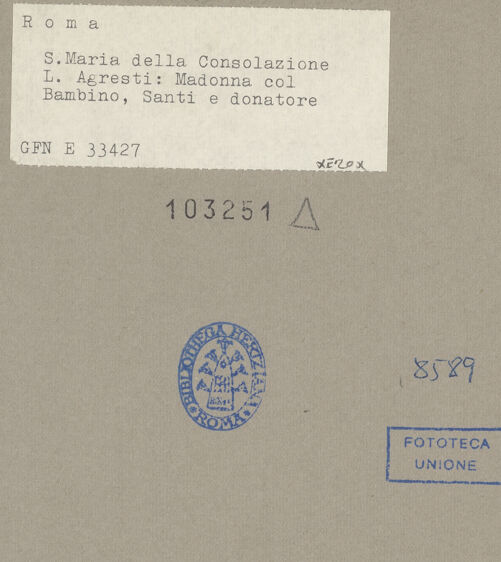 Roma
S.Maria della Consolazione
L. Agresti: Madonna col
Bambino, Santi e donatore
GFN E 33427
XEROX
103251
BIBLIOTHECA HERTZIANA
ROMA
8589
FOTOTECA
UNIONE